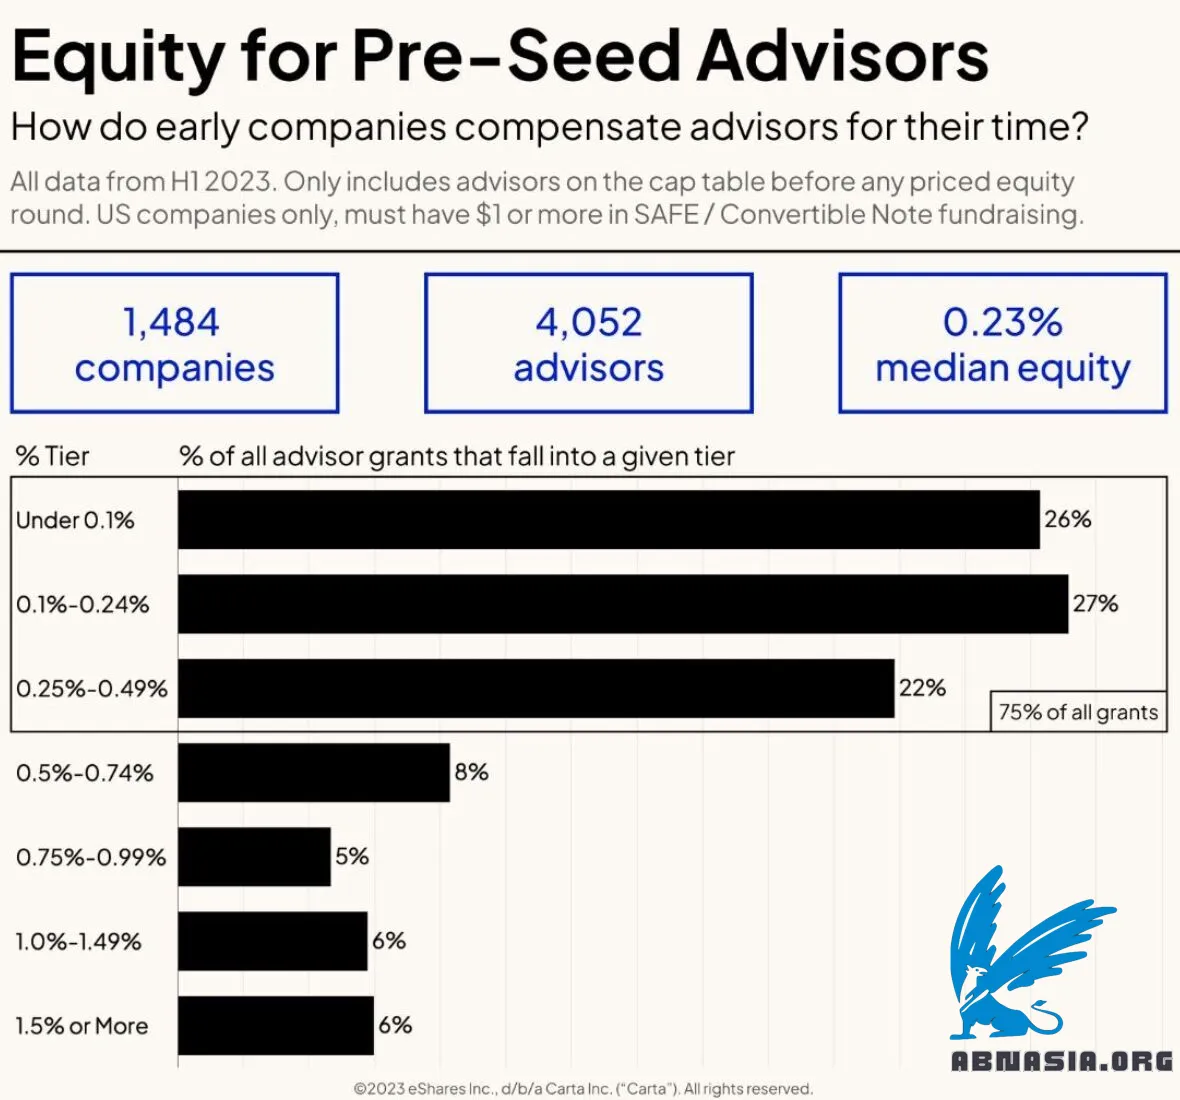 Equity for Pre-Seed Advisors
How do early companies compensate advisors for their time?
All data from H1 2023. Only includes advisors on the cap table before any priced equity
round. US companies only, must have $1 or more in SAFE / Convertible Note fundraising.
1,484
companies
4,052
advisors
0.23%
median equity
% Tier
% of all advisor grants that fall into a given tier
Under 0.1%
26%
0.1%-0.24%
27%
0.25%-0.49%
22%
75% of all grants
0.5%-0.74%
8%
0.75%-0.99%
5%
1.0%-1.49%
6%
1.5% or More
6%
ABNASIA.ORG
©2023 eShares Inc., d/b/a Carta Inc. (“Carta”). All rights reserved.